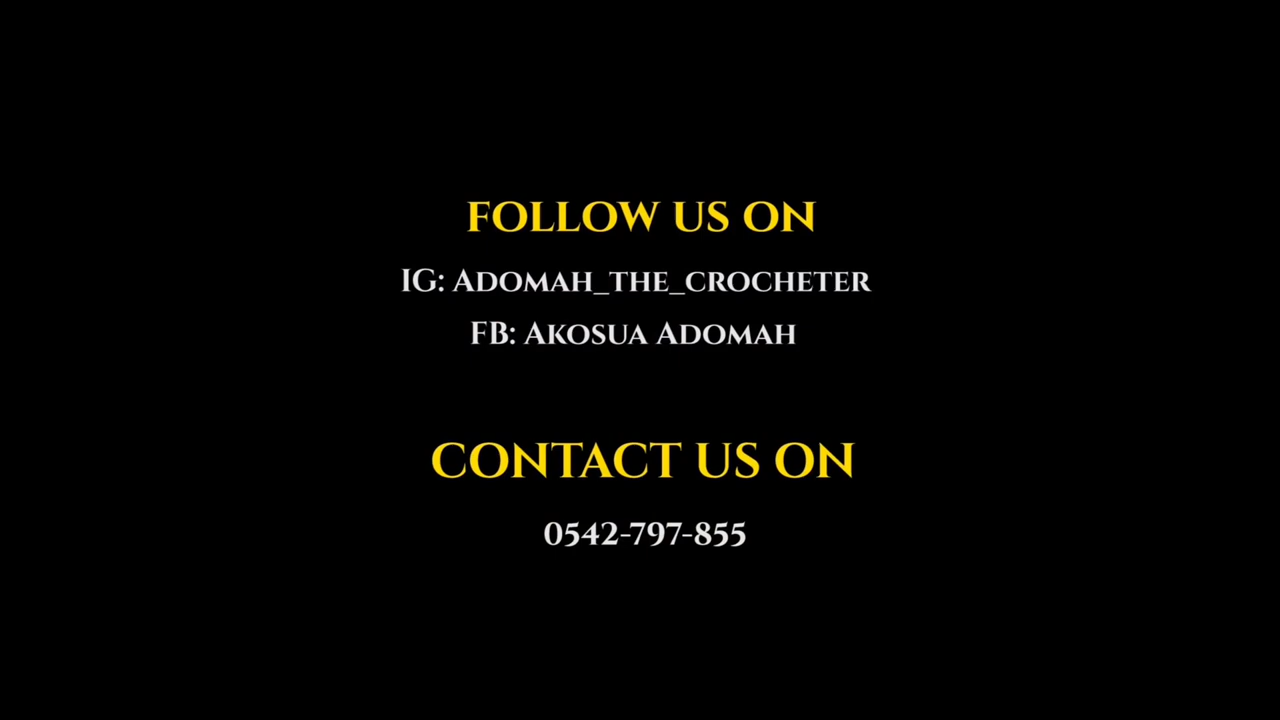 FOLLOW US ON
IG: Adomah_the_crocheter
FB: Akosua Adomah
CONTACT US ON
0542-797-855